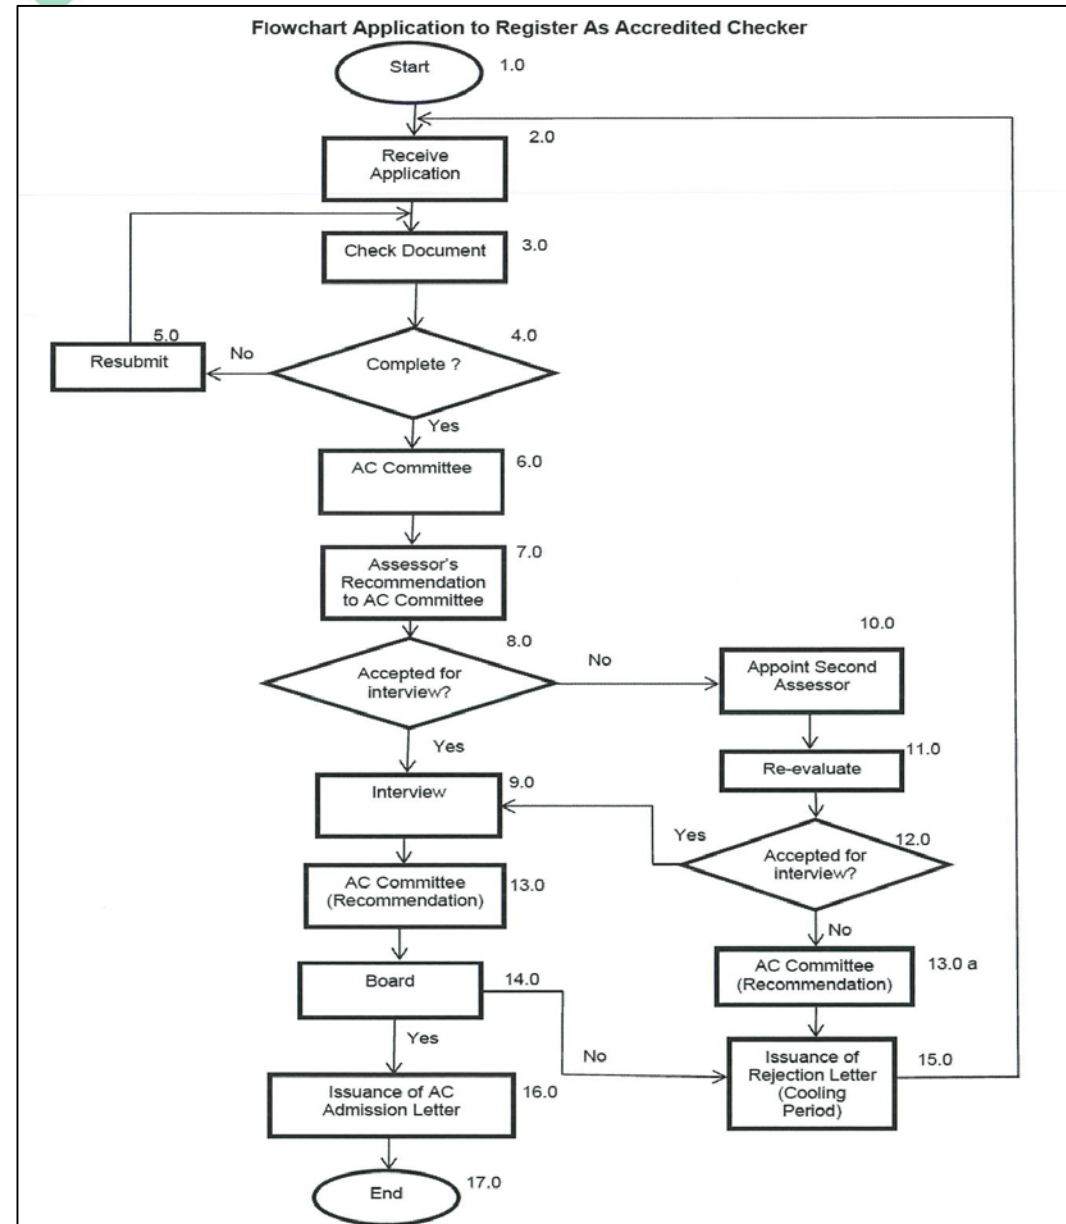 Flowchart Application to Register As Accredited Checker
Start
1.0
2.0
Receive
Application
Check Document
3.0
5.0
4.0
Resubmit
No
Complete ?
Yes
AC Committee
6.0
7.0
Assessor's
Recommendation
to AC Committee
8.0
10.0
Accepted for
interview?
No
Appoint Second
Assessor
Yes
11.0
Re-evaluate
9.0
Interview
Yes
12.0
Accepted for
interview?
AC Committee
(Recommendation)
13.0
No
AC Committee
(Recommendation)
13.0 a
Board
14.0
Yes
No
Issuance of
Rejection Letter
(Cooling
Period)
15.0
Issuance of AC
Admission Letter
16.0
End
17.0